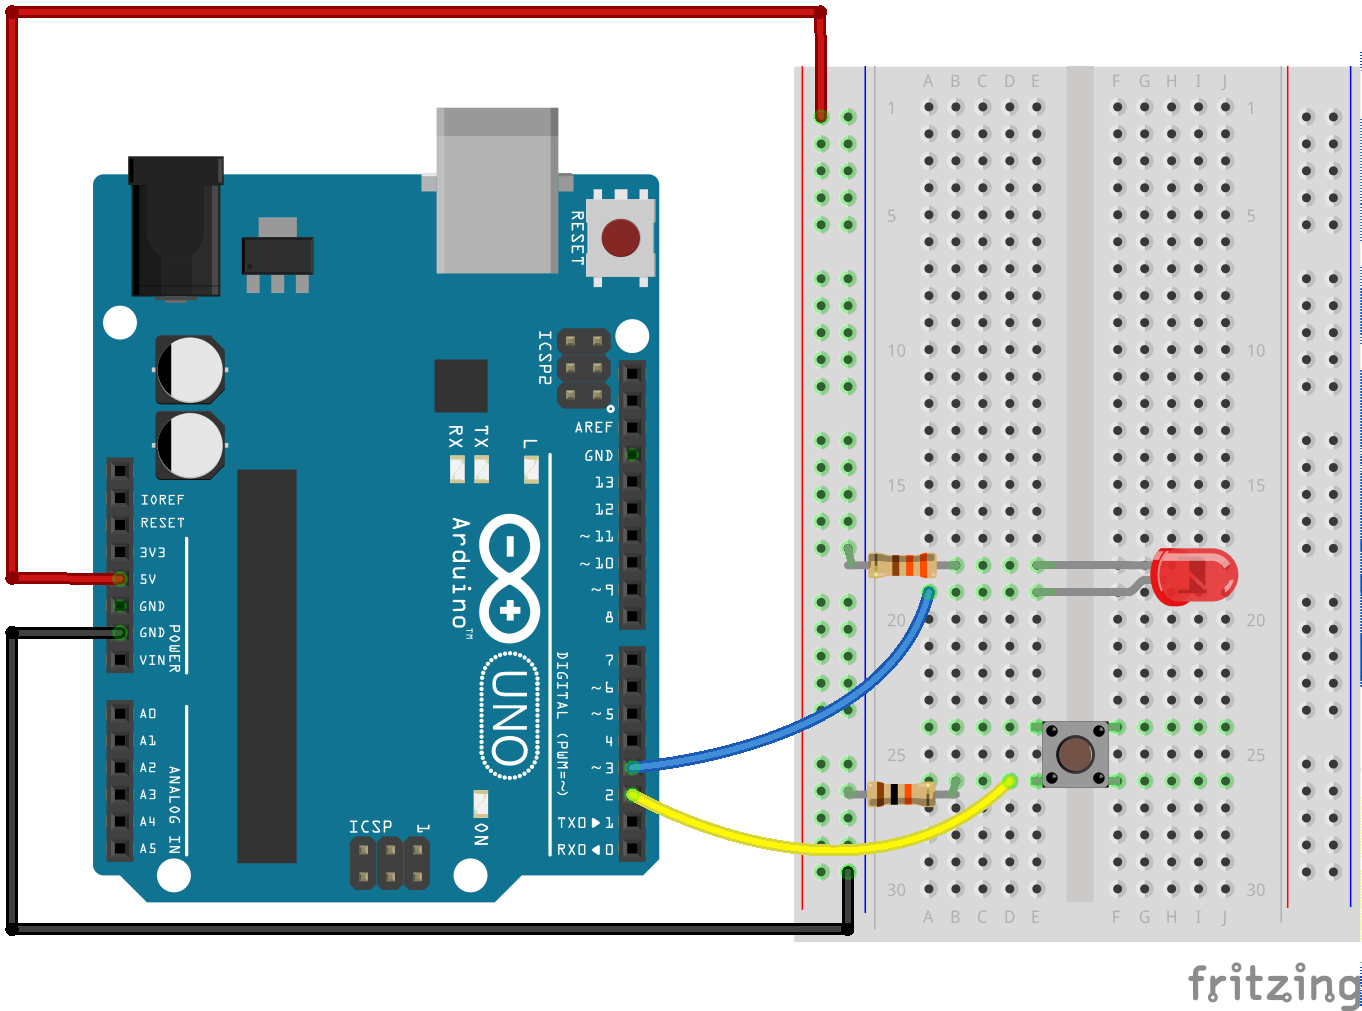 A B C D E F G H I J
1 1
5 5
10 10
15 15
20 20
25 25
30 30
A B C D E F G H I J
RESET
ICSP2
AREF
GND
13
12
~11
~10
~9
8
7
~6
~5
4
~3
2
TX0▶1
RX0◀0
DIGITAL (PWM=~)
RX
TX
L
Arduino™
UNO
ON
ICSP
1
IOREF
RESET
3V3
5V
GND
GND
VIN
POWER
A0
A1
A2
A3
A4
A5
ANALOG IN
fritzing